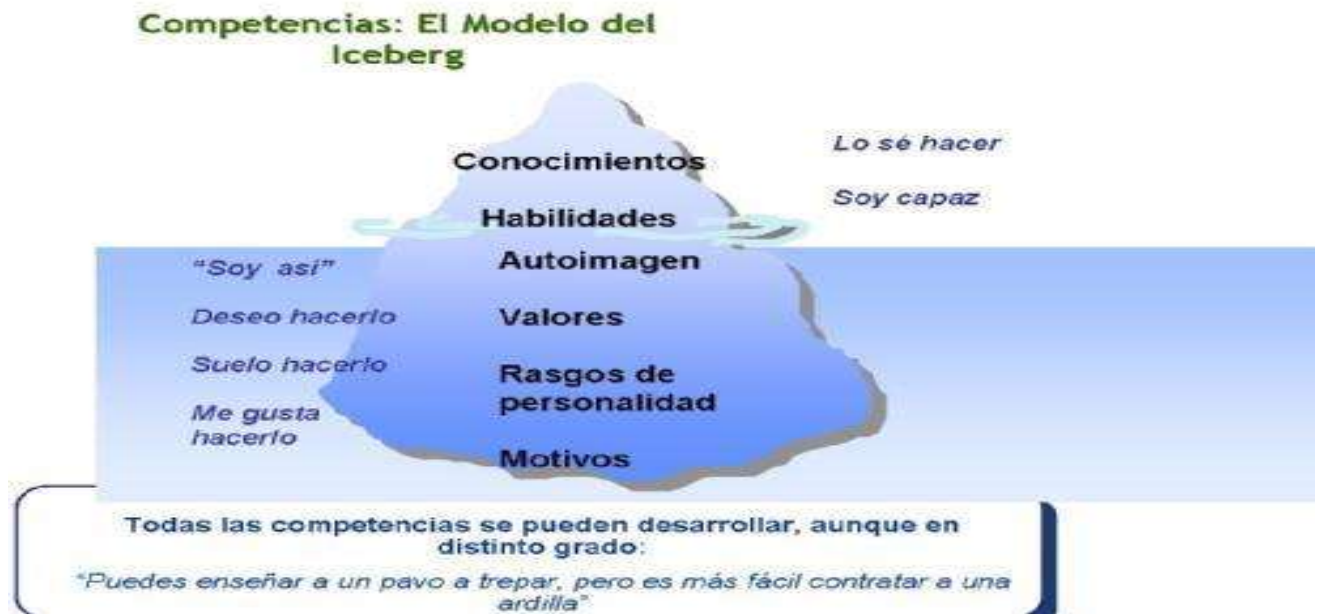 Competencias: El Modelo del
Iceberg
Conocimientos
Lo sé hacer
Soy capaz
Habilidades
"Soy así"
Autoimagen
Deseo hacerlo
Valores
Suelo hacerlo
Rasgos de
personalidad
Me gusta
hacerlo
Motivos
Todas las competencias se pueden desarrollar, aunque en
distinto grado:
"Puedes enseñar a un pavo a trepar, pero es más fácil contratar a una
ardilla"